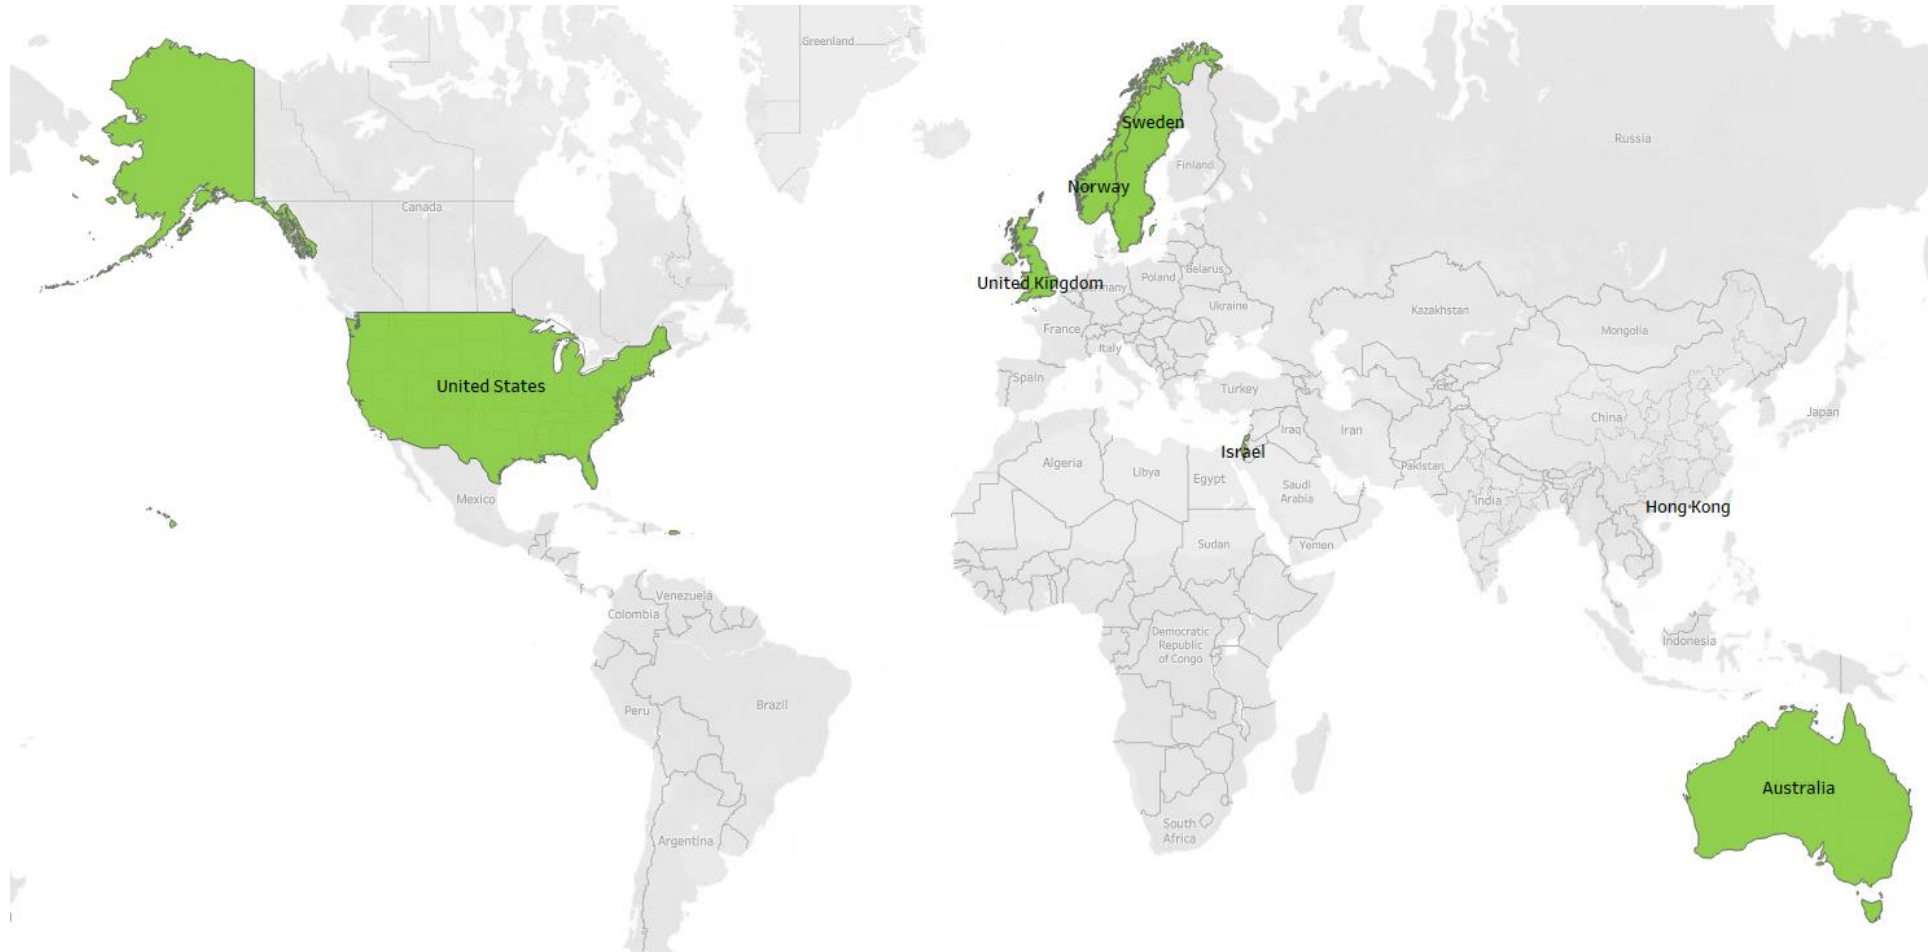 Greenland
Russia
Sweden
Finland
Norway
Canada
United Kingdom
Germany
Poland
Belarus
Ukraine
Kazakhstan
Mongolia
France
Italy
United States
Spain
Turkey
China
Japan
Iraq
Iran
Israel
Algeria
Libya
Egypt
Saudi
Arabia
Pakistan
India
Hong Kong
Mexico
Sudan
Yemen
Venezuela
Colombia
Democratic
Republic
of Congo
Indonesia
Peru
Brazil
Australia
South
Africa
Argentina